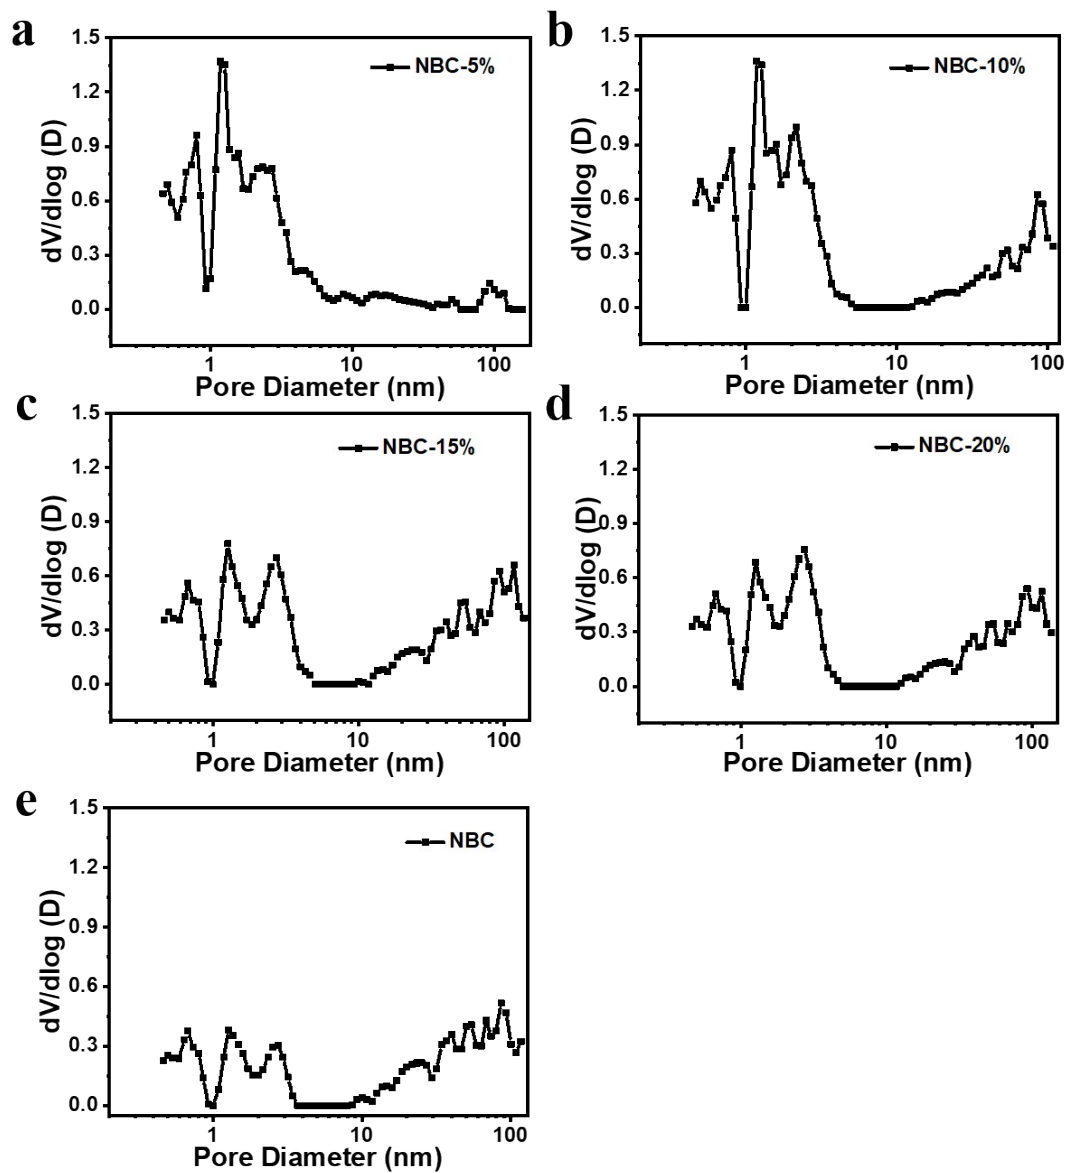 a
NBC-5%
dV/dlog (D)
1.5
1.2
0.9
0.6
0.3
0.0
1 10 100
Pore Diameter (nm)
b
NBC-10%
dV/dlog (D)
1.5
1.2
0.9
0.6
0.3
0.0
1 10 100
Pore Diameter (nm)
c
NBC-15%
dV/dlog (D)
1.5
1.2
0.9
0.6
0.3
0.0
1 10 100
Pore Diameter (nm)
d
NBC-20%
dV/dlog (D)
1.5
1.2
0.9
0.6
0.3
0.0
1 10 100
Pore Diameter (nm)
e
NBC
dV/dlog (D)
1.5
1.2
0.9
0.6
0.3
0.0
1 10 100
Pore Diameter (nm)